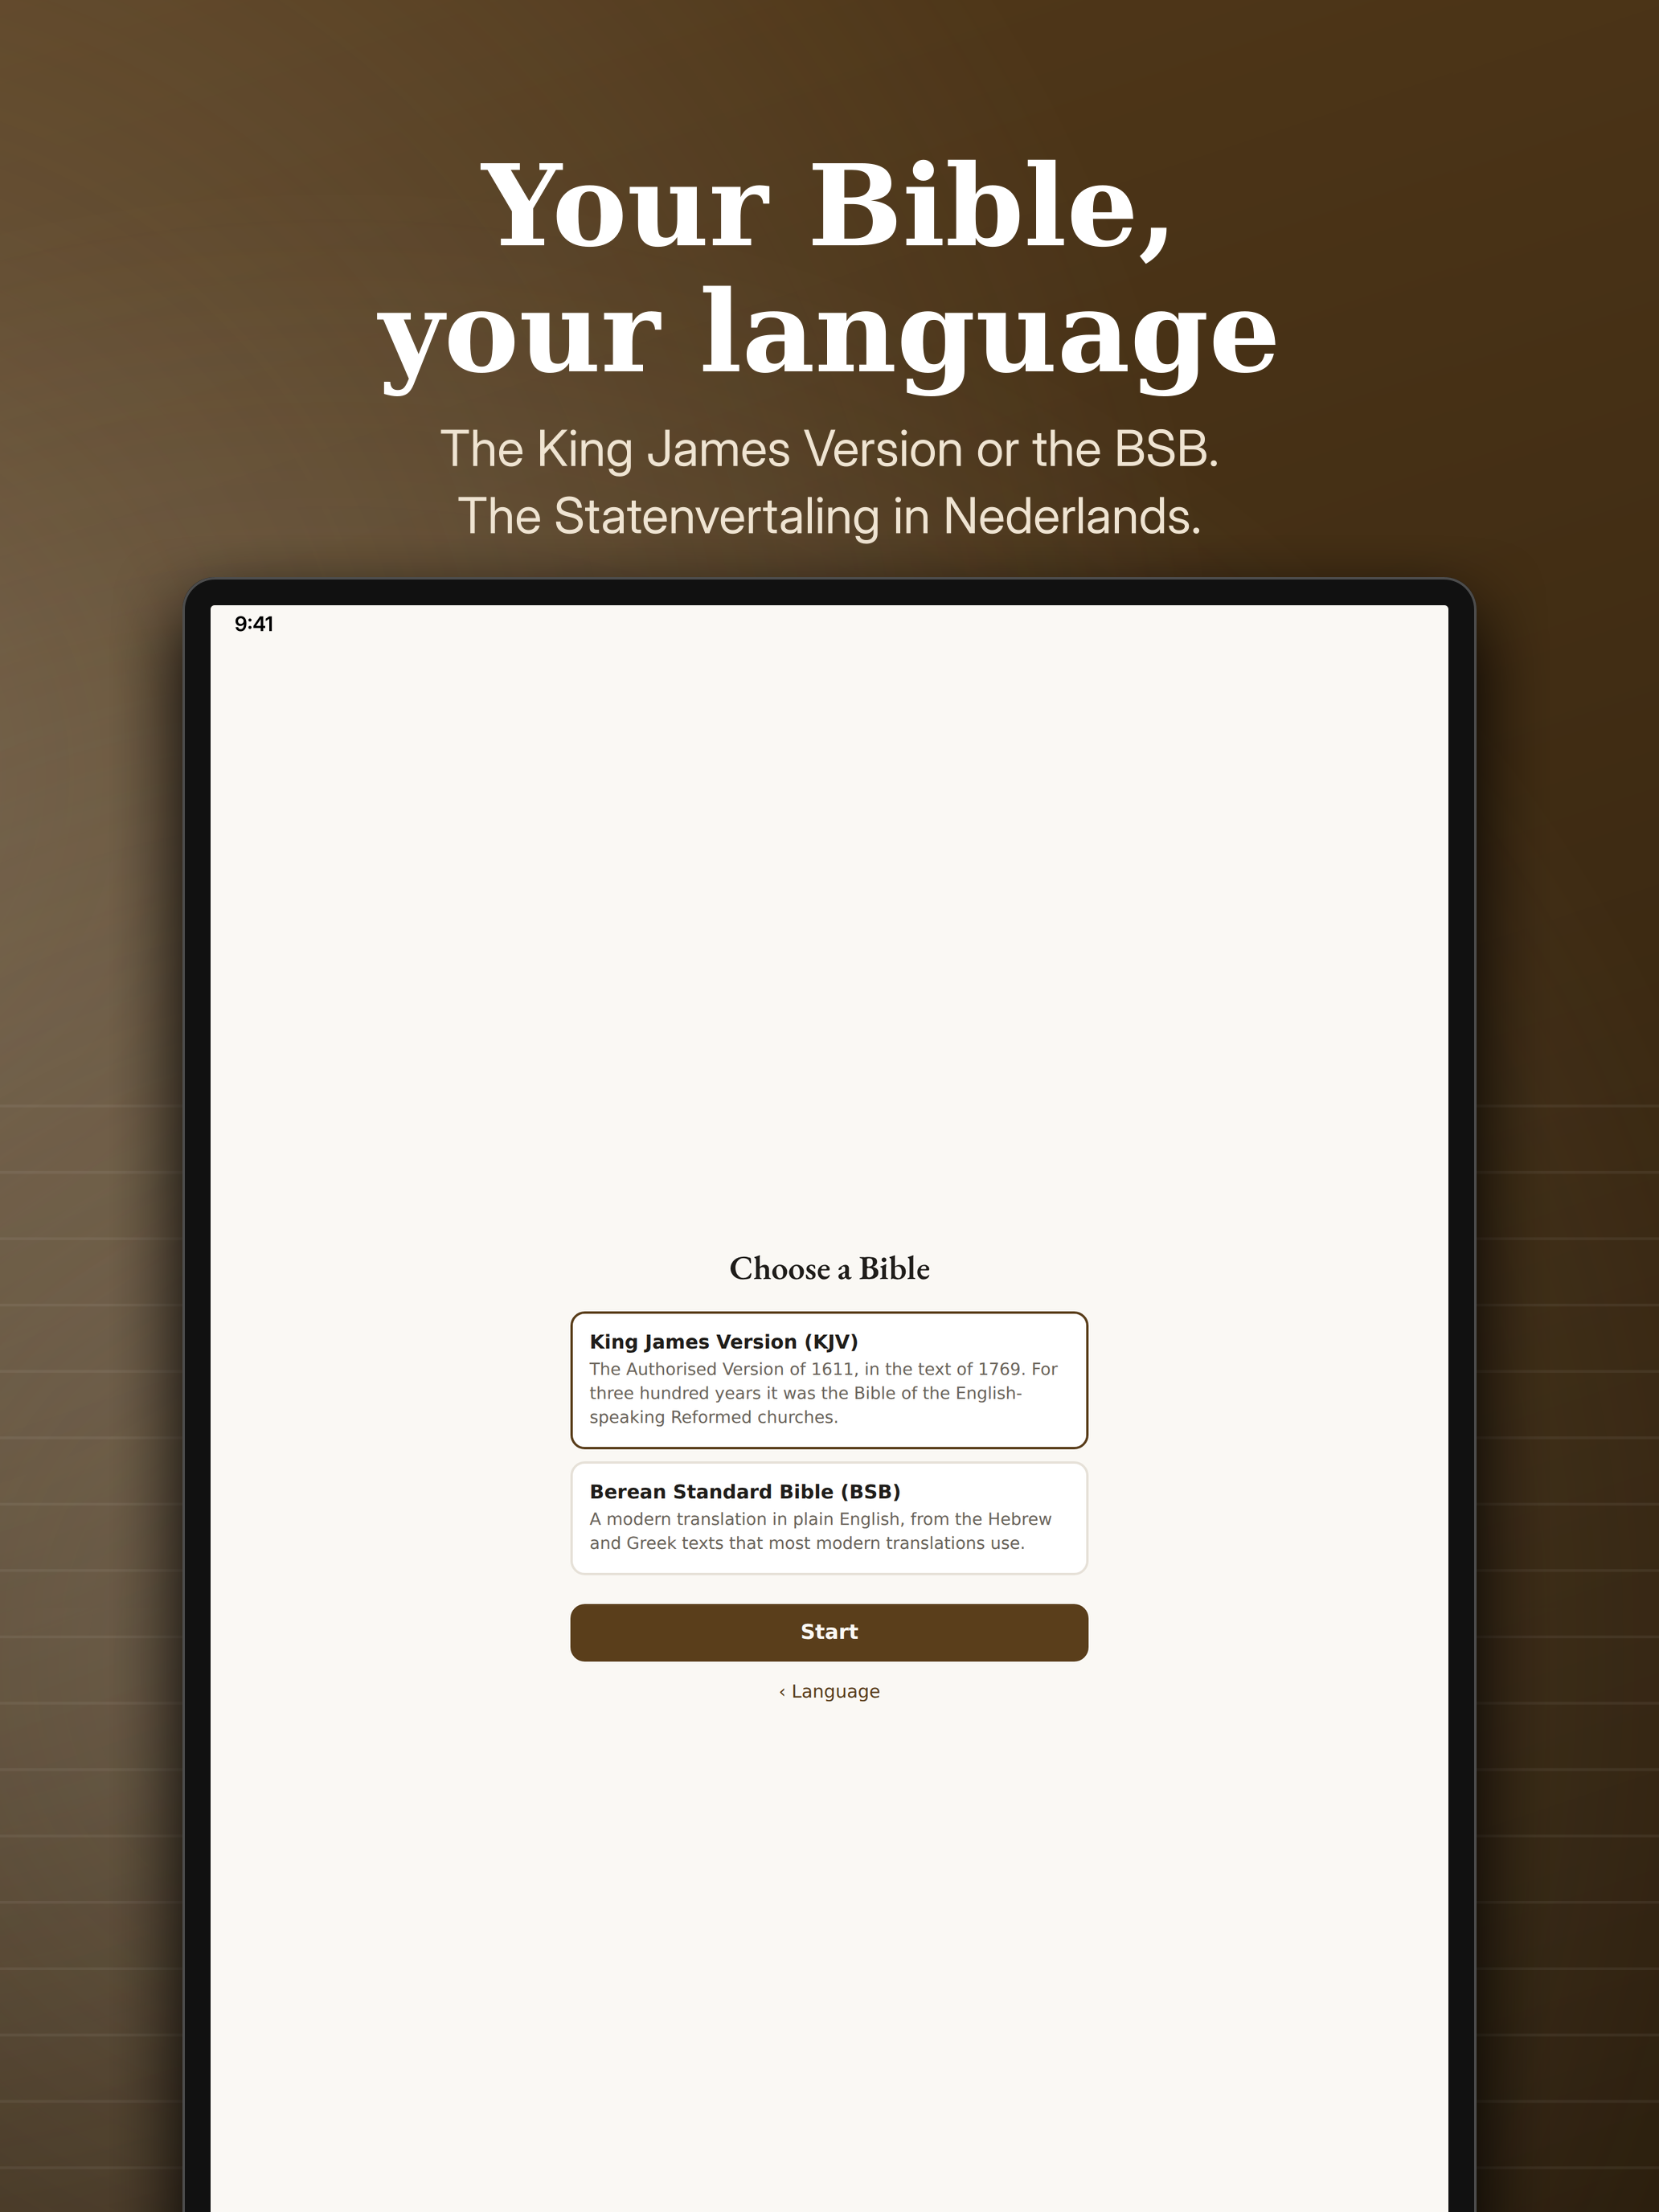 Your Bible,
your language
The King James Version or the BSB.
The Statenvertaling in Nederlands.
9:41
Choose a Bible
King James Version (KJV)
The Authorised Version of 1611, in the text of 1769. For
three hundred years it was the Bible of the English-
speaking Reformed churches.
Berean Standard Bible (BSB)
A modern translation in plain English, from the Hebrew
and Greek texts that most modern translations use.
Start
‹ Language